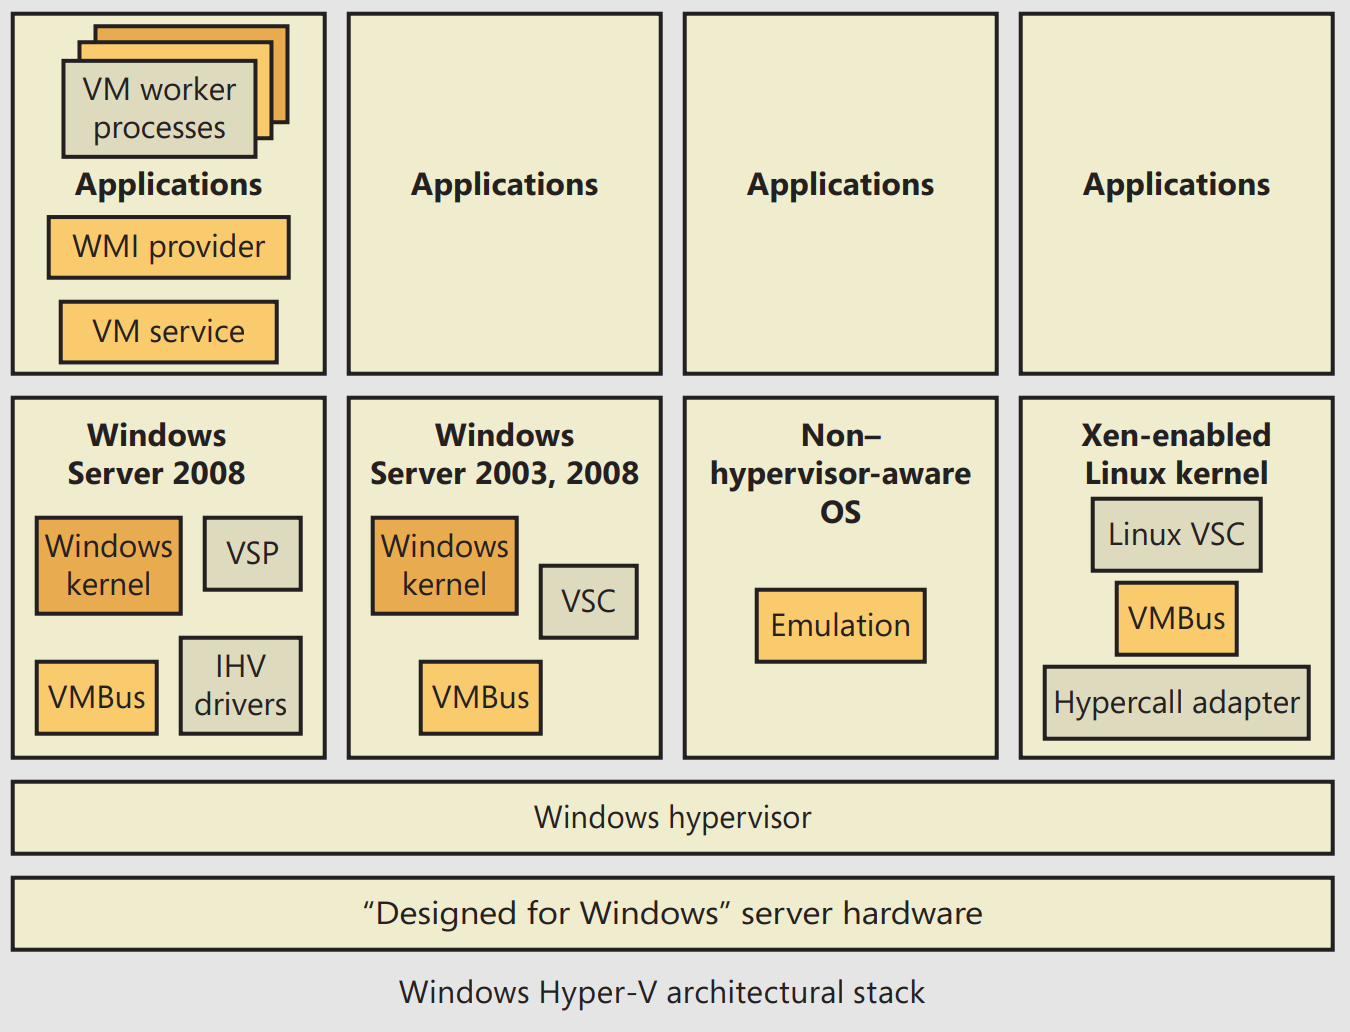 VM worker
processes
Applications
WMI provider
VM service
Applications
Applications
Applications
Windows
Server 2008
Windows
kernel
VSP
VMBus
IHV
drivers
Windows
Server 2003, 2008
Windows
kernel
VSC
VMBus
Non–
hypervisor-aware
OS
Emulation
Xen-enabled
Linux kernel
Linux VSC
VMBus
Hypercall adapter
Windows hypervisor
“Designed for Windows” server hardware
Windows Hyper-V architectural stack